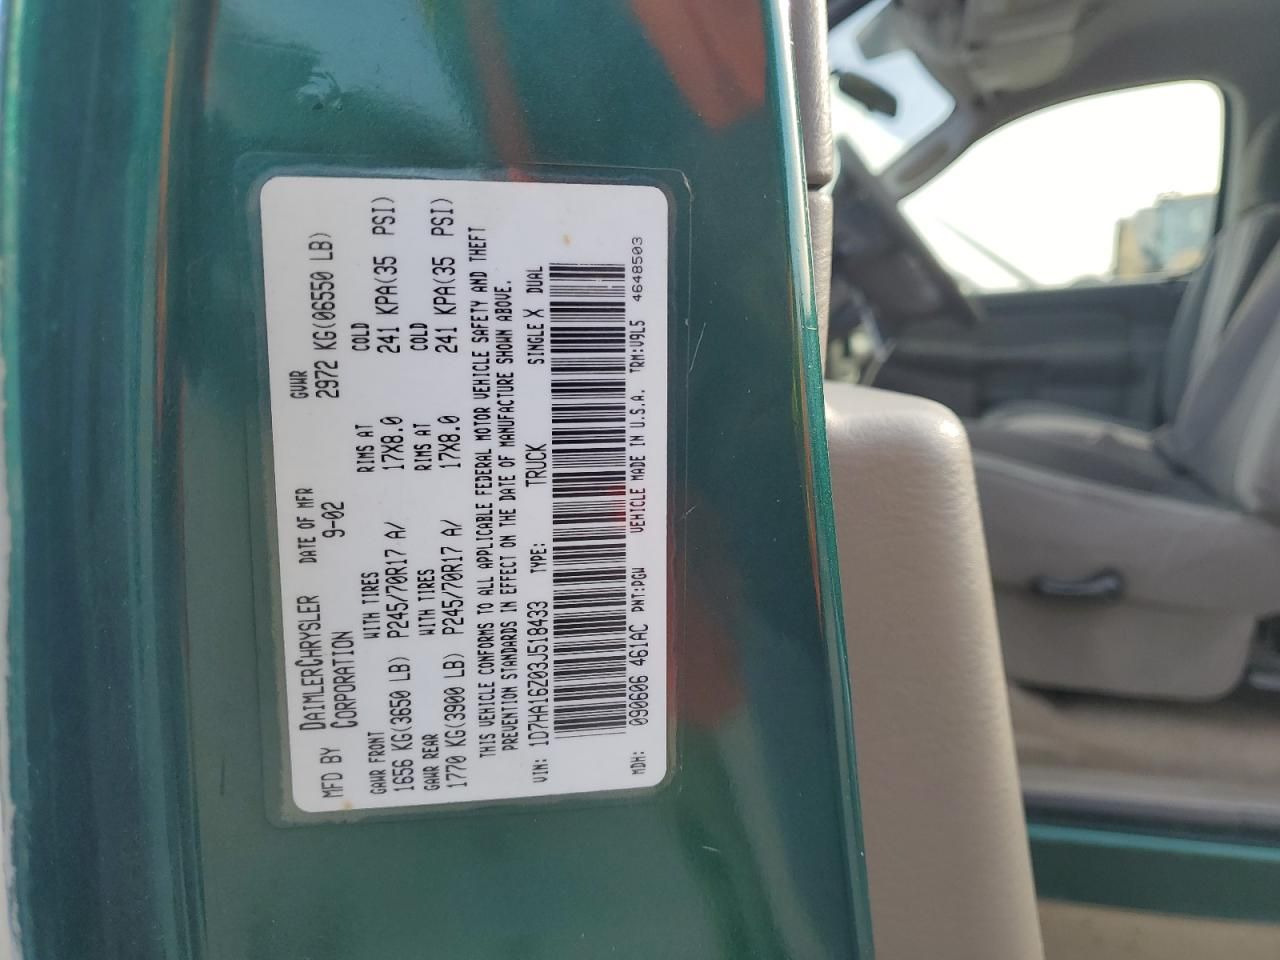 MFD BY DAIMLERCHRYSLER CORPORATION DATE OF MFR 9-02 GVWR 2972 KG(06550 LB)
GAWR FRONT WITH TIRES RIMS AT COLD
1656 KG(3650 LB) P245/70R17 A/ 17X8.0 241 KPA(35 PSI)
GAWR REAR WITH TIRES RIMS AT COLD
1770 KG(3900 LB) P245/70R17 A/ 17X8.0 241 KPA(35 PSI)
THIS VEHICLE CONFORMS TO ALL APPLICABLE FEDERAL MOTOR VEHICLE SAFETY AND THEFT
PREVENTION STANDARDS IN EFFECT ON THE DATE OF MANUFACTURE SHOWN ABOVE.
VIN: 1D7HA16Z03J518433 TYPE: TRUCK SINGLE X DUAL
MDH: 090606 461AC PNT:PGW VEHICLE MADE IN U.S.A. TRM:V9L5 4648503